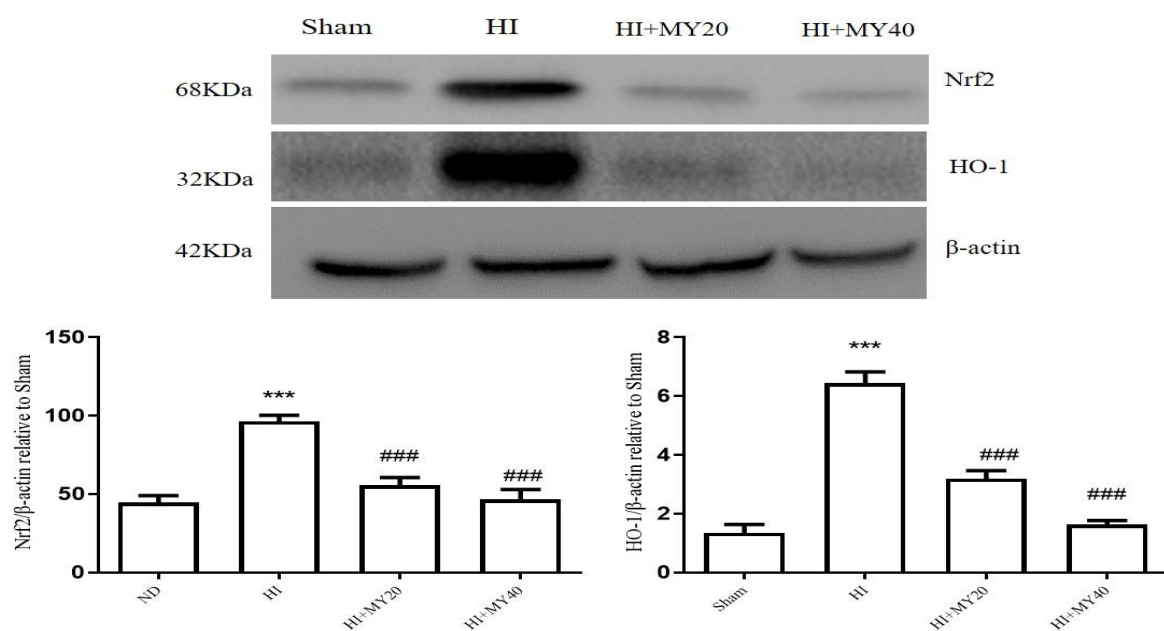 Sham HI HI+MY20 HI+MY40
68KDa Nrf2
32KDa HO-1
42KDa β-actin
Nrf2/β-actin relative to Sham
150
100
50
0
***
###
###
ND HI HI+MY20 HI+MY40
HO-1/β-actin relative to Sham
8
6
4
2
0
***
###
###
Sham HI HI+MY20 HI+MY40